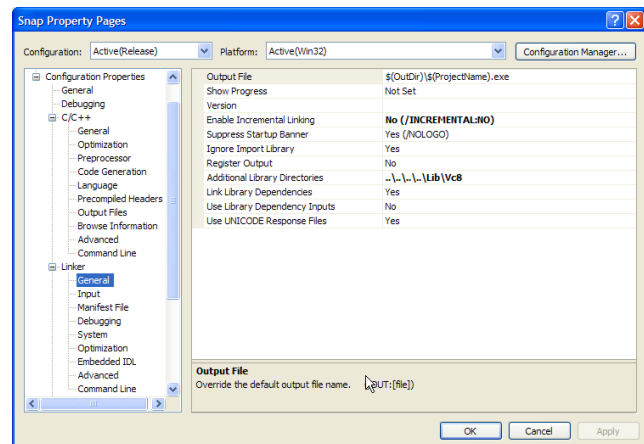 Snap Property Pages
Configuration: Active(Release) Platform: Active(Win32) Configuration Manager...
Configuration Properties
General
Debugging
C/C++
General
Optimization
Preprocessor
Code Generation
Language
Precompiled Headers
Output Files
Browse Information
Advanced
Command Line
Linker
General
Input
Manifest File
Debugging
System
Optimization
Embedded IDL
Advanced
Command Line
Output File $(OutDir)\$(ProjectName).exe
Show Progress Not Set
Version
Enable Incremental Linking No (/INCREMENTAL:NO)
Suppress Startup Banner Yes (/NOLOGO)
Ignore Import Library Yes
Register Output No
Additional Library Directories ..\..\..\..\Lib\Vc8
Link Library Dependencies Yes
Use Library Dependency Inputs No
Use UNICODE Response Files Yes
Output File
Override the default output file name. OUT:[file])
OK Cancel Apply